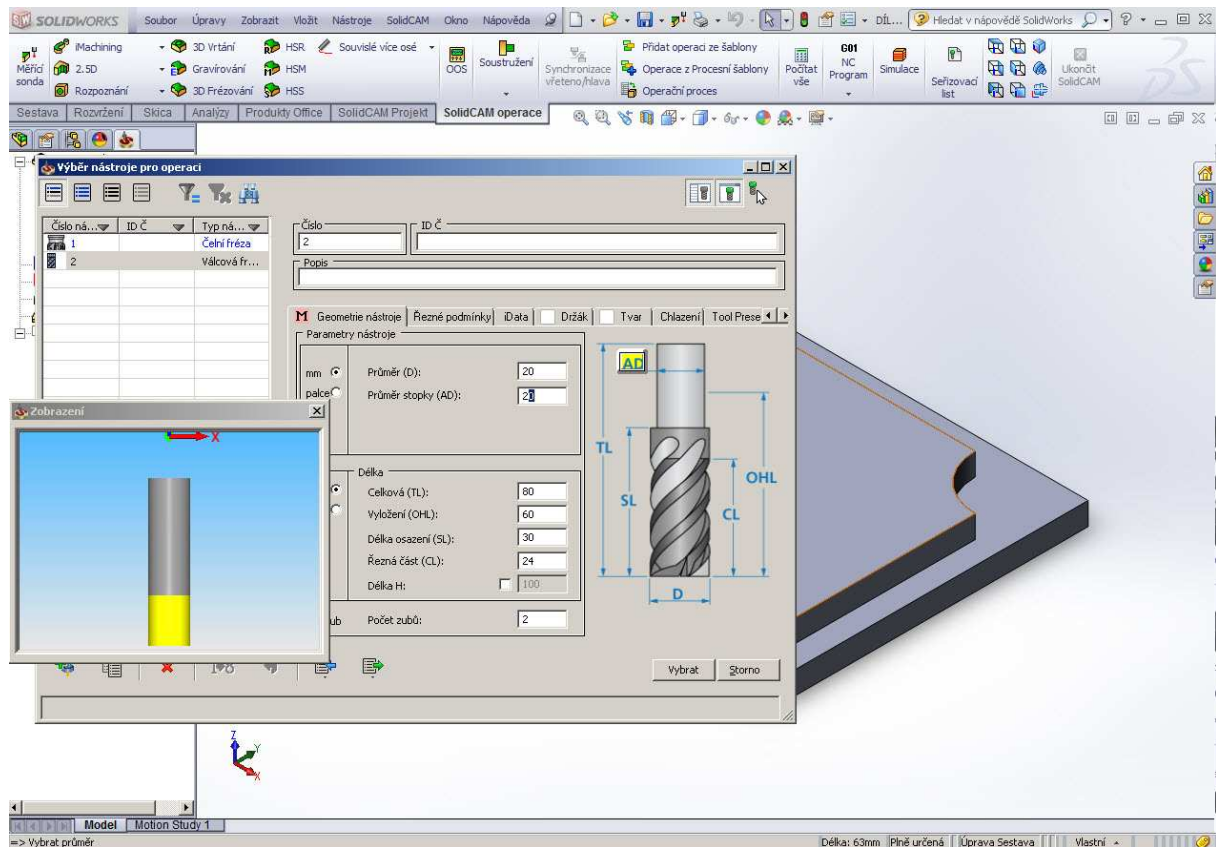 SOLIDWORKS Soubor Úpravy Zobrazit Vložit Nástroje SolidCAM Okno Nápověda DíL... Hledat v nápovědě SolidWorks
iMachining 3D Vrtání HSR Souvislé více osé Přidat operaci ze šablony G01
Měřící sonda 2.5D Gravírování HSM OOS Soustružení Synchronizace vřeteno/hlava Operace z Procesní šablony Počítat vše NC Program Simulace Seřizovací list Ukončit SolidCAM
Rozpoznání 3D Frézování HSS Operační proces
Sestava Rozvržení Skica Analýzy Produkty Office SolidCAM Projekt SolidCAM operace
Výběr nástroje pro operaci
Číslo ná... ID Č Typ ná...
1 Čelní fréza
2 Válcová fr...
Číslo ID Č
2
Popis
M Geometrie nástroje Řezné podmínky iData Držák Tvar Chlazení Tool Prese
Parametry nástroje
mm Průměr (D): 20
palce Průměr stopky (AD): 20
AD
Zobrazení
X
Délka
Celková (TL): 80
Vyložení (OHL): 60
Délka osazení (SL): 30
Řezná část (CL): 24
Délka H: 100
ub Počet zubů: 2
TL
SL
OHL
CL
D
Vybrat Storno
Z
Y
X
Model Motion Study 1
=> Vybrat průměr Délka: 63mm Plně určená Úprava Sestava Vlastní